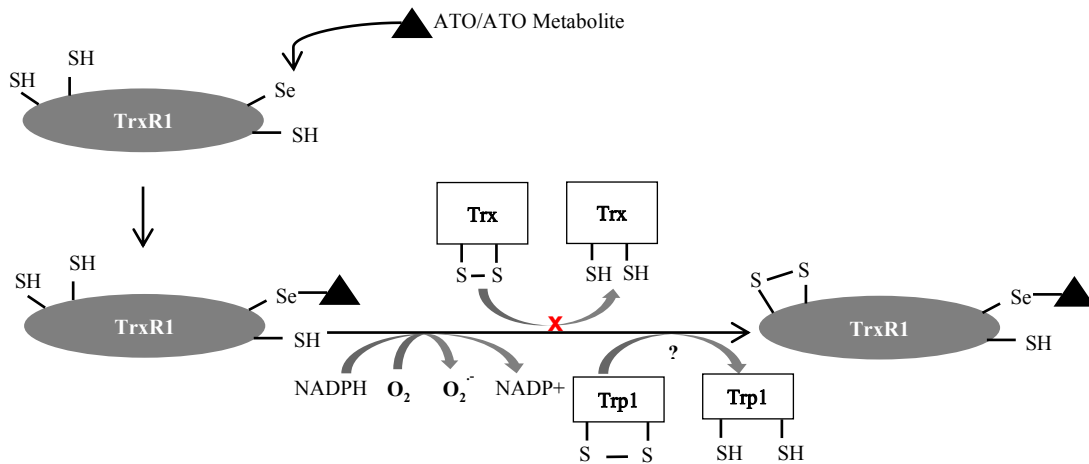 ATO/ATO Metabolite
SH
SH
Se
TrxR1
SH
Trx
Trx
S S
SH SH
SH
SH
Se
TrxR1
SH
X
S S
Se
TrxR1
SH
NADPH O2 O2·- NADP+
?
Trp1
Trp1
S S
SH SH